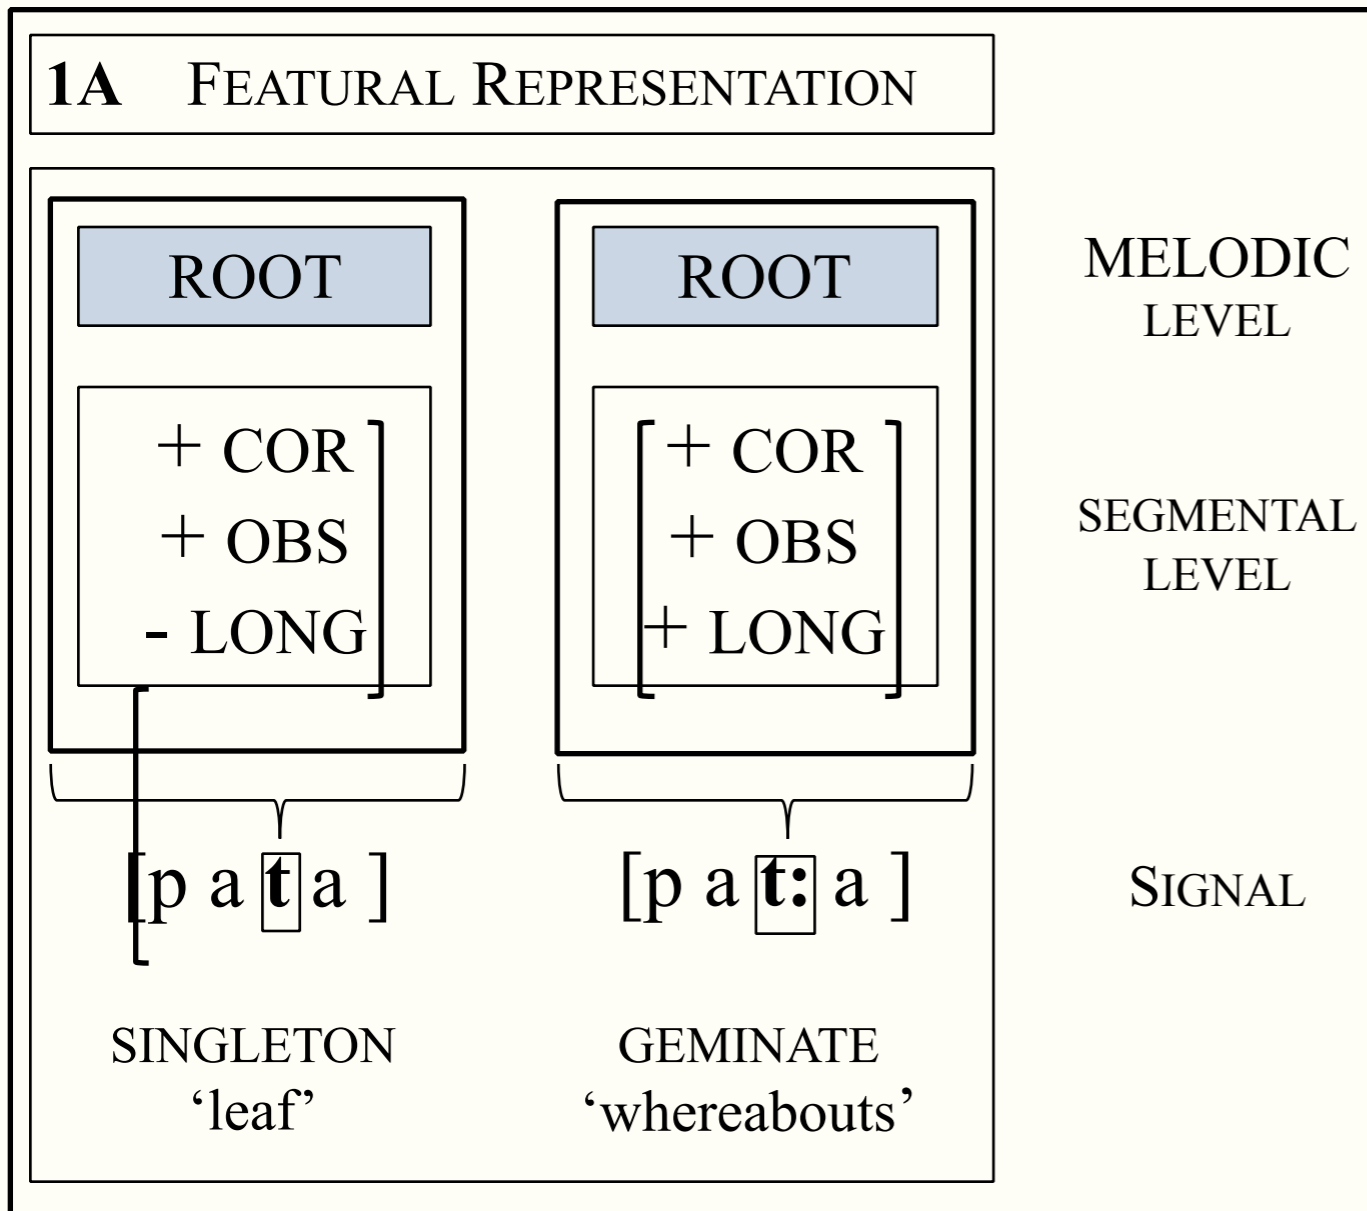 1A FEATURAL REPRESENTATION
ROOT ROOT MELODIC
LEVEL
+ COR + COR
+ OBS + OBS SEGMENTAL
LEVEL
- LONG + LONG
[p a t a ] [p a t: a ] SIGNAL
SINGLETON GEMINATE
‘leaf’ ‘whereabouts’